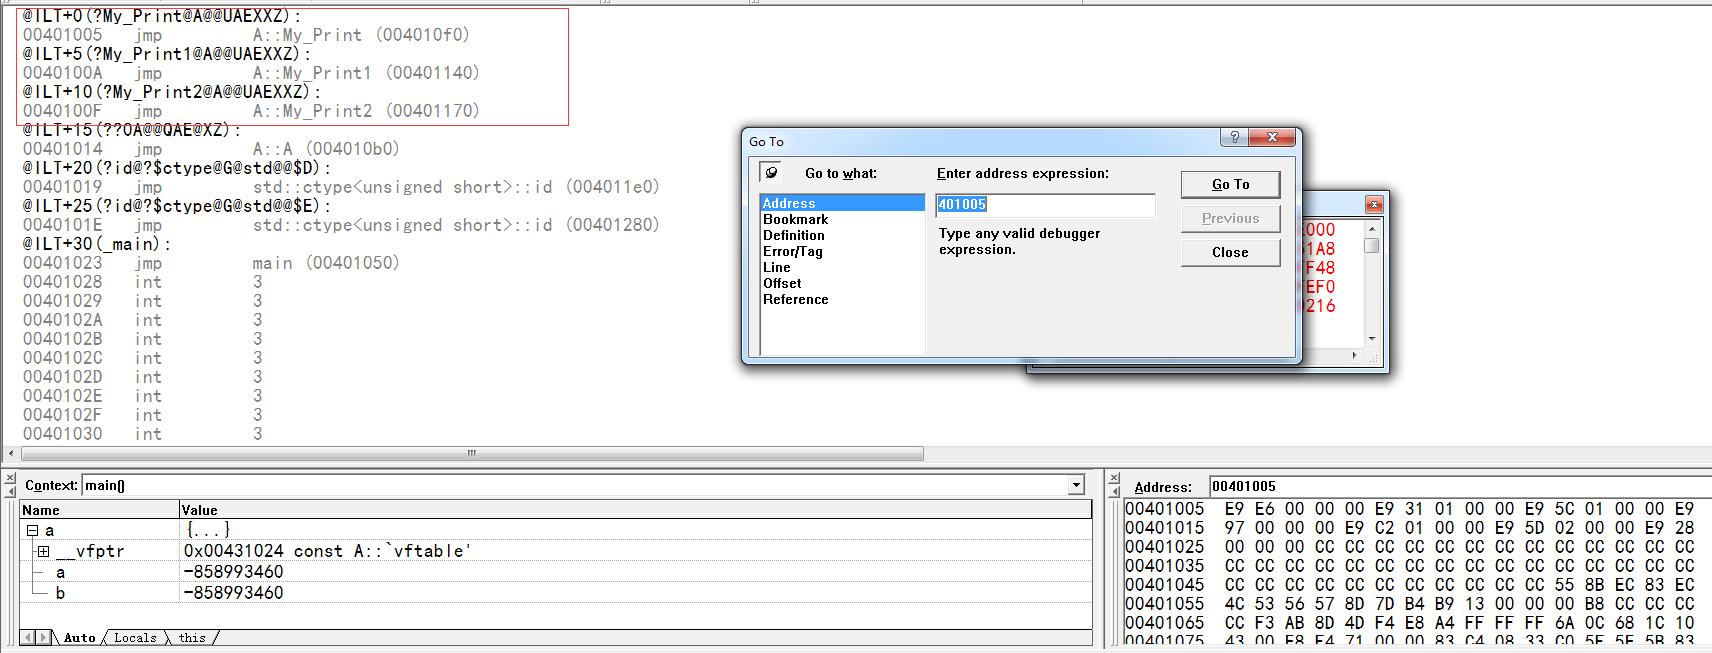 @ILT+0(?My_Print@A@@UAEXXZ):
00401005 jmp A::My_Print (004010f0)
@ILT+5(?My_Print1@A@@UAEXXZ):
0040100A jmp A::My_Print1 (00401140)
@ILT+10(?My_Print2@A@@UAEXXZ):
0040100F jmp A::My_Print2 (00401170)
@ILT+15(??0A@@QAE@XZ):
00401014 jmp A::A (004010b0)
@ILT+20(?id@?$ctype@G@std@@$D):
00401019 jmp std::ctype<unsigned short>::id (004011e0)
@ILT+25(?id@?$ctype@G@std@@$E):
0040101E jmp std::ctype<unsigned short>::id (00401280)
@ILT+30(_main):
00401023 jmp main (00401050)
00401028 int 3
00401029 int 3
0040102A int 3
0040102B int 3
0040102C int 3
0040102D int 3
0040102E int 3
0040102F int 3
00401030 int 3
Go To
Go to what:
Enter address expression:
Address
Bookmark
Definition
Error/Tag
Line
Offset
Reference
401005
Type any valid debugger
expression.
Go To
Previous
Close
000
1A8
F48
EF0
216
Context: main()
Name Value
a {...}
__vfptr 0x00431024 const A::`vftable'
a -858993460
b -858993460
Auto Locals this
Address: 00401005
00401005 E9 E6 00 00 00 E9 31 01 00 00 E9 5C 01 00 00 E9
00401015 97 00 00 00 E9 C2 01 00 00 E9 5D 02 00 00 E9 28
00401025 00 00 00 CC CC CC CC CC CC CC CC CC CC CC CC CC
00401035 CC CC CC CC CC CC CC CC CC CC CC CC CC CC CC CC
00401045 CC CC CC CC CC CC CC CC CC CC CC 55 8B EC 83 EC
00401055 4C 53 56 57 8D 7D B4 B9 13 00 00 00 B8 CC CC CC
00401065 CC F3 AB 8D 4D F4 E8 A4 FF FF FF 6A 0C 68 1C 10
00401075 43 00 E8 F4 71 00 00 83 C4 08 33 C0 5F 5E 5B 83